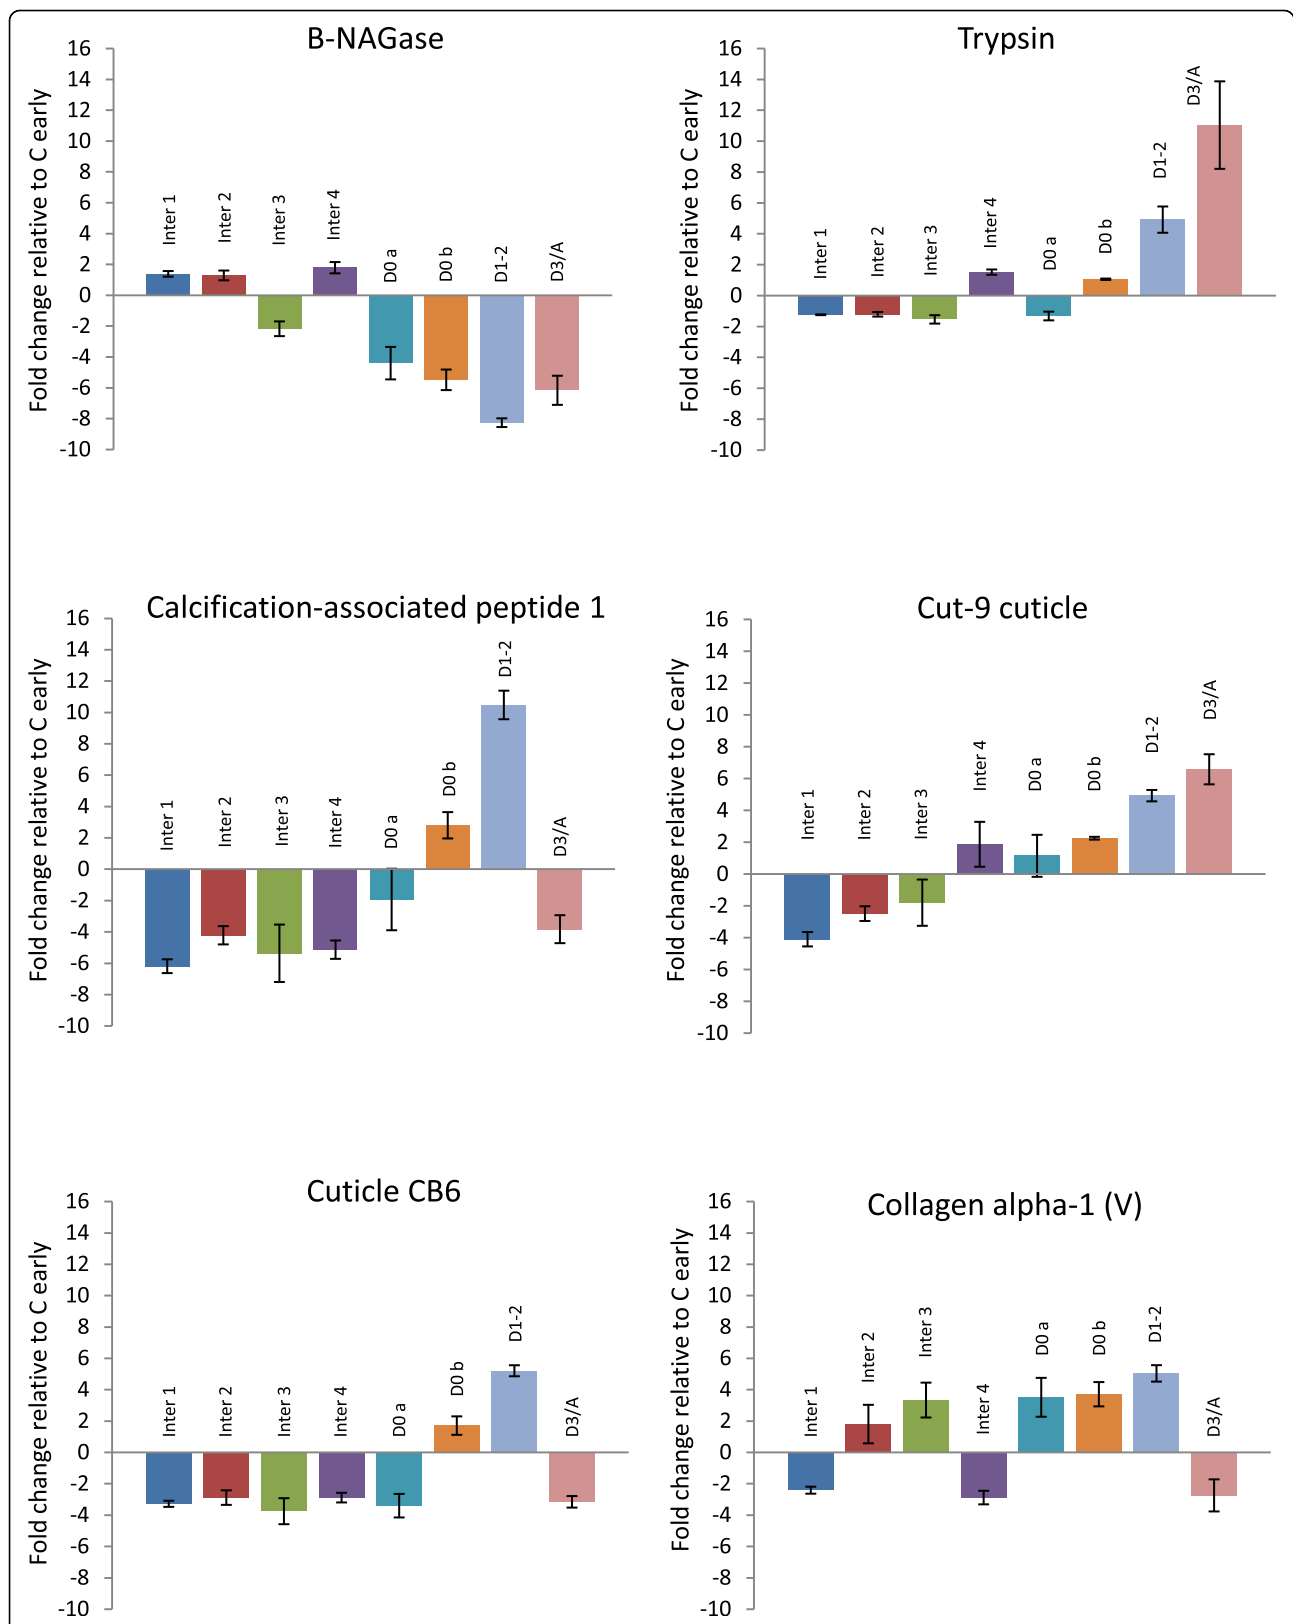 B-NAGase
Fold change relative to C early
16
14
12
10
8
6
4
2
0
-2
-4
-6
-8
-10
Inter 1
Inter 2
Inter 3
Inter 4
D0 a
D0 b
D1-2
D3/A
Trypsin
Fold change relative to C early
16
14
12
10
8
6
4
2
0
-2
-4
-6
-8
-10
Inter 1
Inter 2
Inter 3
Inter 4
D0 a
D0 b
D1-2
D3/A
Calcification-associated peptide 1
Fold change relative to C early
16
14
12
10
8
6
4
2
0
-2
-4
-6
-8
-10
Inter 1
Inter 2
Inter 3
Inter 4
D0 a
D0 b
D1-2
D3/A
Cut-9 cuticle
Fold change relative to C early
16
14
12
10
8
6
4
2
0
-2
-4
-6
-8
-10
Inter 1
Inter 2
Inter 3
Inter 4
D0 a
D0 b
D1-2
D3/A
Cuticle CB6
Fold change relative to C early
16
14
12
10
8
6
4
2
0
-2
-4
-6
-8
-10
Inter 1
Inter 2
Inter 3
Inter 4
D0 a
D0 b
D1-2
D3/A
Collagen alpha-1 (V)
Fold change relative to C early
16
14
12
10
8
6
4
2
0
-2
-4
-6
-8
-10
Inter 1
Inter 2
Inter 3
Inter 4
D0 a
D0 b
D1-2
D3/A